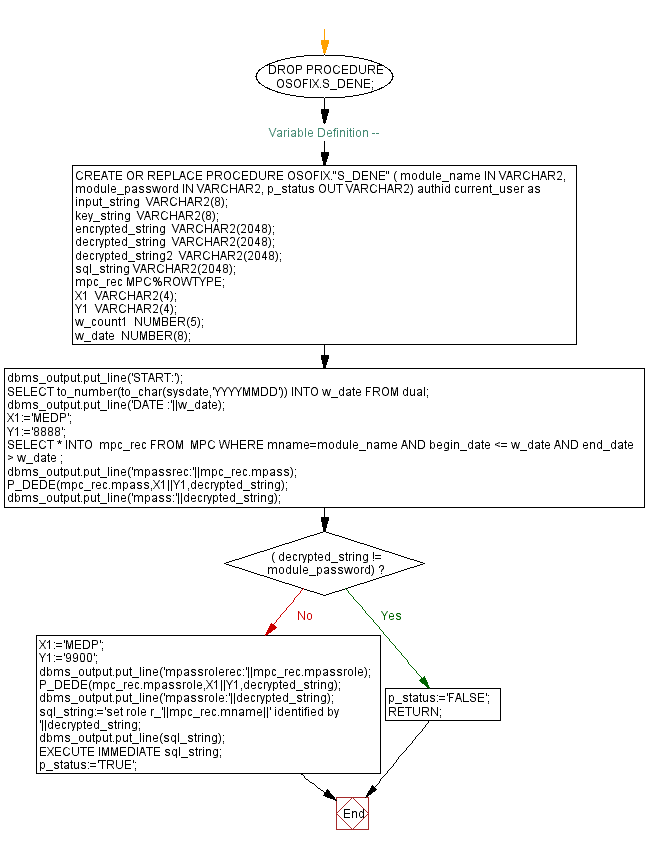 DROP PROCEDURE
OSOFIX.S_DENE;
Variable Definition --
CREATE OR REPLACE PROCEDURE OSOFIX."S_DENE" ( module_name IN VARCHAR2,
module_password IN VARCHAR2, p_status OUT VARCHAR2) authid current_user as
input_string  VARCHAR2(8);
key_string  VARCHAR2(8);
encrypted_string  VARCHAR2(2048);
decrypted_string  VARCHAR2(2048);
decrypted_string2  VARCHAR2(2048);
sql_string VARCHAR2(2048);
mpc_rec MPC%ROWTYPE;
X1  VARCHAR2(4);
Y1  VARCHAR2(4);
w_count1  NUMBER(5);
w_date  NUMBER(8);
dbms_output.put_line('START:');
SELECT to_number(to_char(sysdate,'YYYYMMDD')) INTO w_date FROM dual;
dbms_output.put_line('DATE :'||w_date);
X1:='MEDP';
Y1:='8888';
SELECT * INTO  mpc_rec FROM  MPC WHERE mname=module_name AND begin_date <= w_date AND end_date
> w_date ;
dbms_output.put_line('mpassrec:'||mpc_rec.mpass);
P_DEDE(mpc_rec.mpass,X1||Y1,decrypted_string);
dbms_output.put_line('mpass:'||decrypted_string);
( decrypted_string !=
module_password) ?
No
Yes
X1:='MEDP';
Y1:='9900';
dbms_output.put_line('mpassrolerec:'||mpc_rec.mpassrole);
P_DEDE(mpc_rec.mpassrole,X1||Y1,decrypted_string);
dbms_output.put_line('mpassrole:'||decrypted_string);
sql_string:='set role r_'||mpc_rec.mname||' identified by
'||decrypted_string;
dbms_output.put_line(sql_string);
EXECUTE IMMEDIATE sql_string;
p_status:='TRUE';
p_status:='FALSE';
RETURN;
End